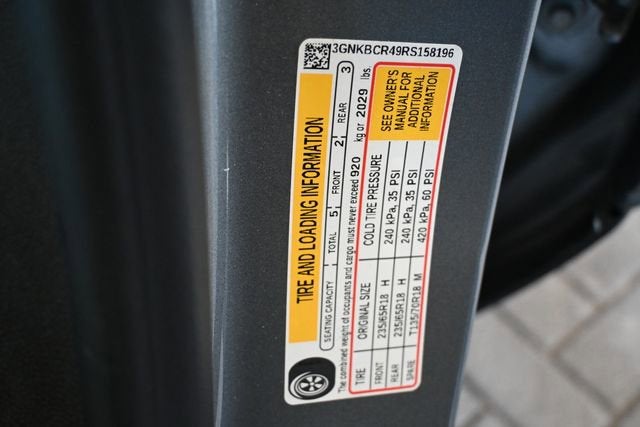 3GNKBCR49RS158196
TIRE AND LOADING INFORMATION
SEATING CAPACITY TOTAL 5 FRONT 2 REAR 3
The combined weight of occupants and cargo must never exceed 920 kg or 2029 lbs.
TIRE ORIGINAL SIZE COLD TIRE PRESSURE
FRONT 235/65R18 H 240 kPa, 35 PSI
REAR 235/65R18 H 240 kPa, 35 PSI
SPARE T135/70R18 M 420 kPa, 60 PSI
SEE OWNER'S
MANUAL FOR
ADDITIONAL
INFORMATION